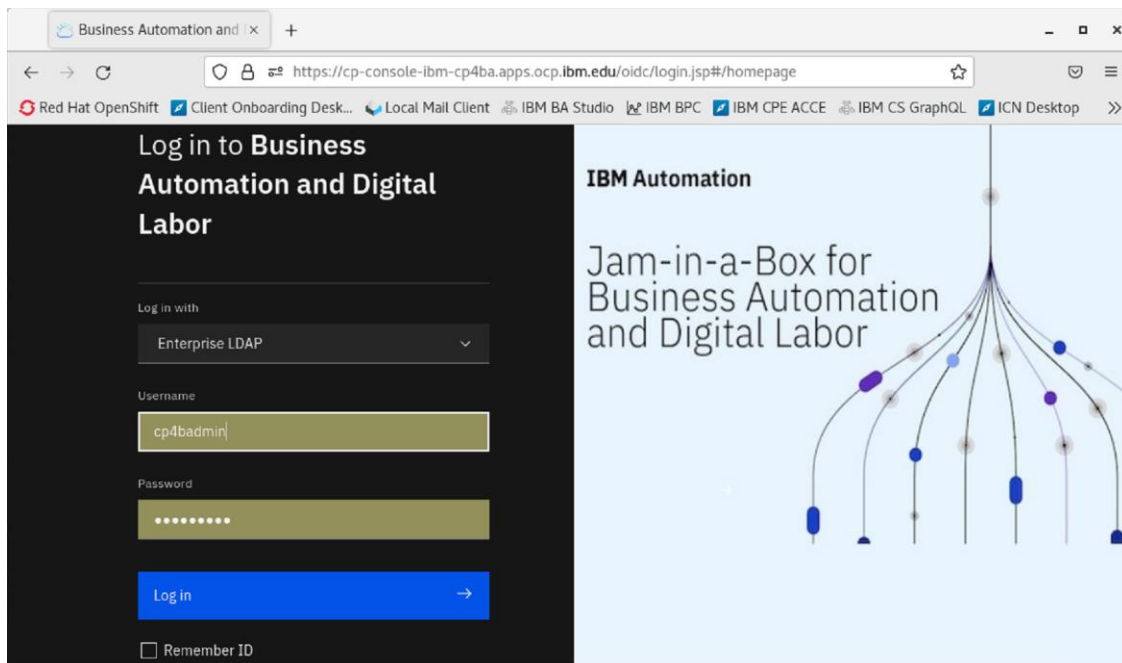 Business Automation and
https://cp-console-ibm-cp4ba.apps.ocp.ibm.edu/oidc/login.jsp#/homepage
Red Hat OpenShift Client Onboarding Desk... Local Mail Client IBM BA Studio IBM BPC IBM CPE ACCE IBM CS GraphQL ICN Desktop
Log in to Business
Automation and Digital
Labor
Log in with
Enterprise LDAP
Username
cp4badmin
Password
•••••••••
Log in
Remember ID
IBM Automation
Jam-in-a-Box for
Business Automation
and Digital Labor